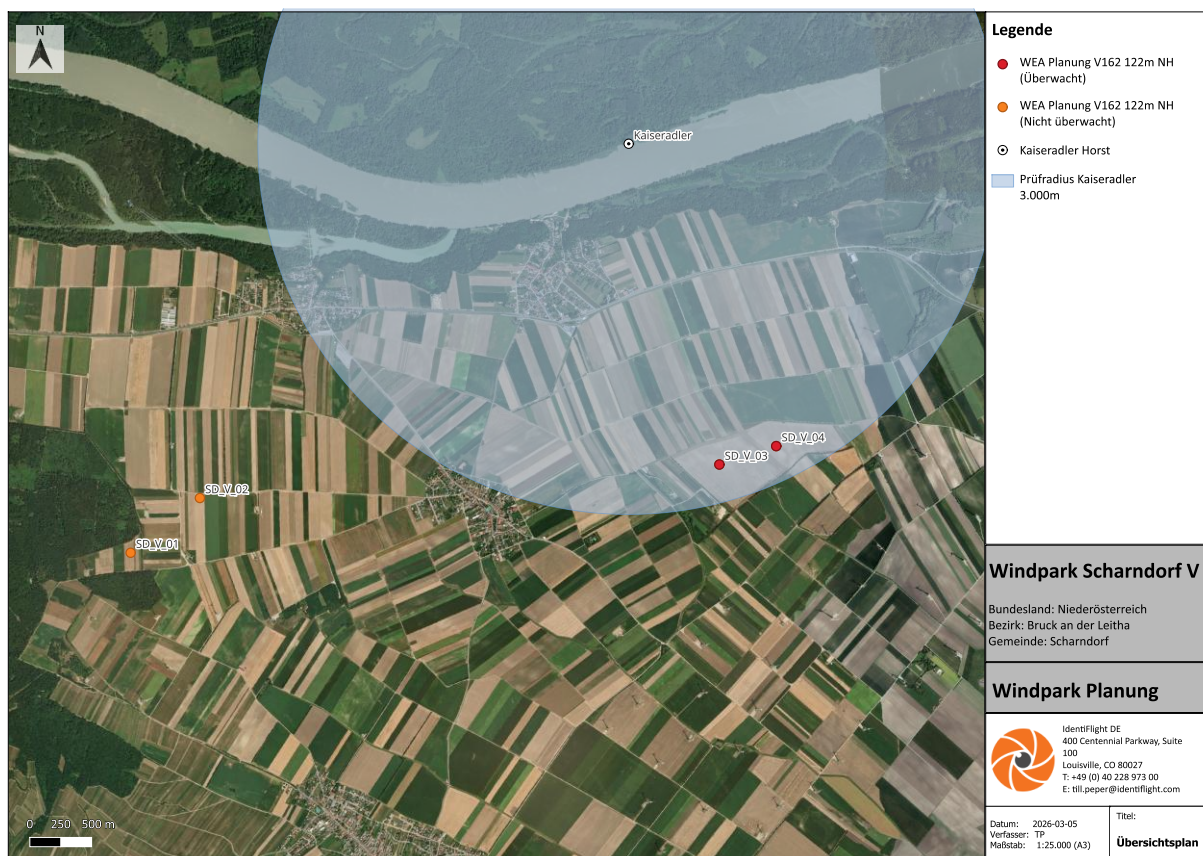 N
Kaiseradler
SD_V_04
SD_V_03
SD_V_02
SD_V_01
0 250 500 m
Legende
WEA Planung V162 122m NH
(Überwacht)
WEA Planung V162 122m NH
(Nicht überwacht)
Kaiseradler Horst
Prüfradius Kaiseradler
3.000m
Windpark Scharndorf V
Bundesland: Niederösterreich
Bezirk: Bruck an der Leitha
Gemeinde: Scharndorf
Windpark Planung
IdentiFlight DE
400 Centennial Parkway, Suite
100
Louisville, CO 80027
T: +49 (0) 40 228 973 00
E: till.peper@identiflight.com
Datum: 2026-03-05
Verfasser: TP
Maßstab: 1:25.000 (A3)
Titel:
Übersichtsplan